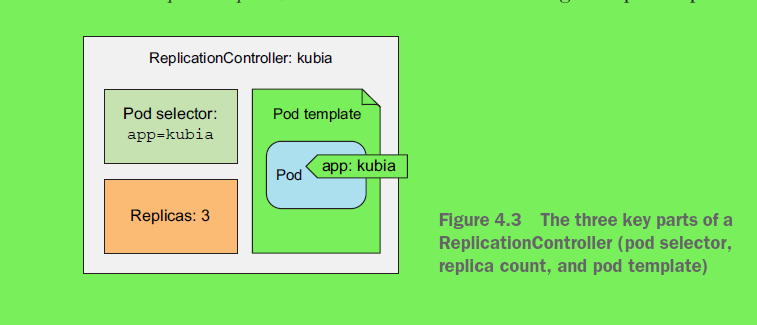 ReplicationController: kubia
Pod selector:
app=kubia
Replicas: 3
Pod template
Pod
app: kubia
Figure 4.3 The three key parts of a
ReplicationController (pod selector,
replica count, and pod template)